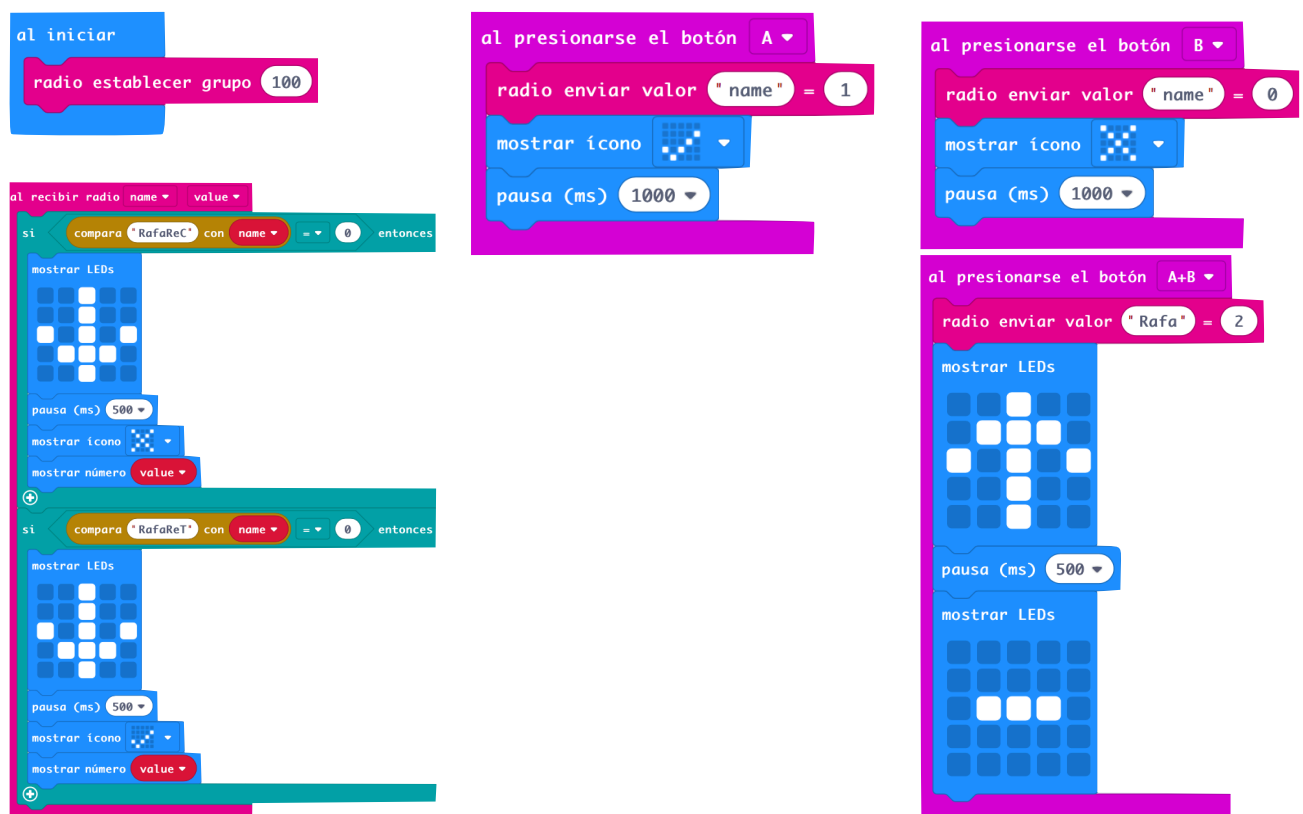 al iniciar
radio establecer grupo 100
al presionarse el botón A
radio enviar valor "name" = 1
mostrar ícono
pausa (ms) 1000
al presionarse el botón B
radio enviar valor "name" = 0
mostrar ícono
pausa (ms) 1000
al recibir radio name value
si compara "RafaReC" con name = 0 entonces
mostrar LEDs
pausa (ms) 500
mostrar ícono
mostrar número value
si compara "RafaReT" con name = 0 entonces
mostrar LEDs
pausa (ms) 500
mostrar ícono
mostrar número value
al presionarse el botón A+B
radio enviar valor "Rafa" = 2
mostrar LEDs
pausa (ms) 500
mostrar LEDs